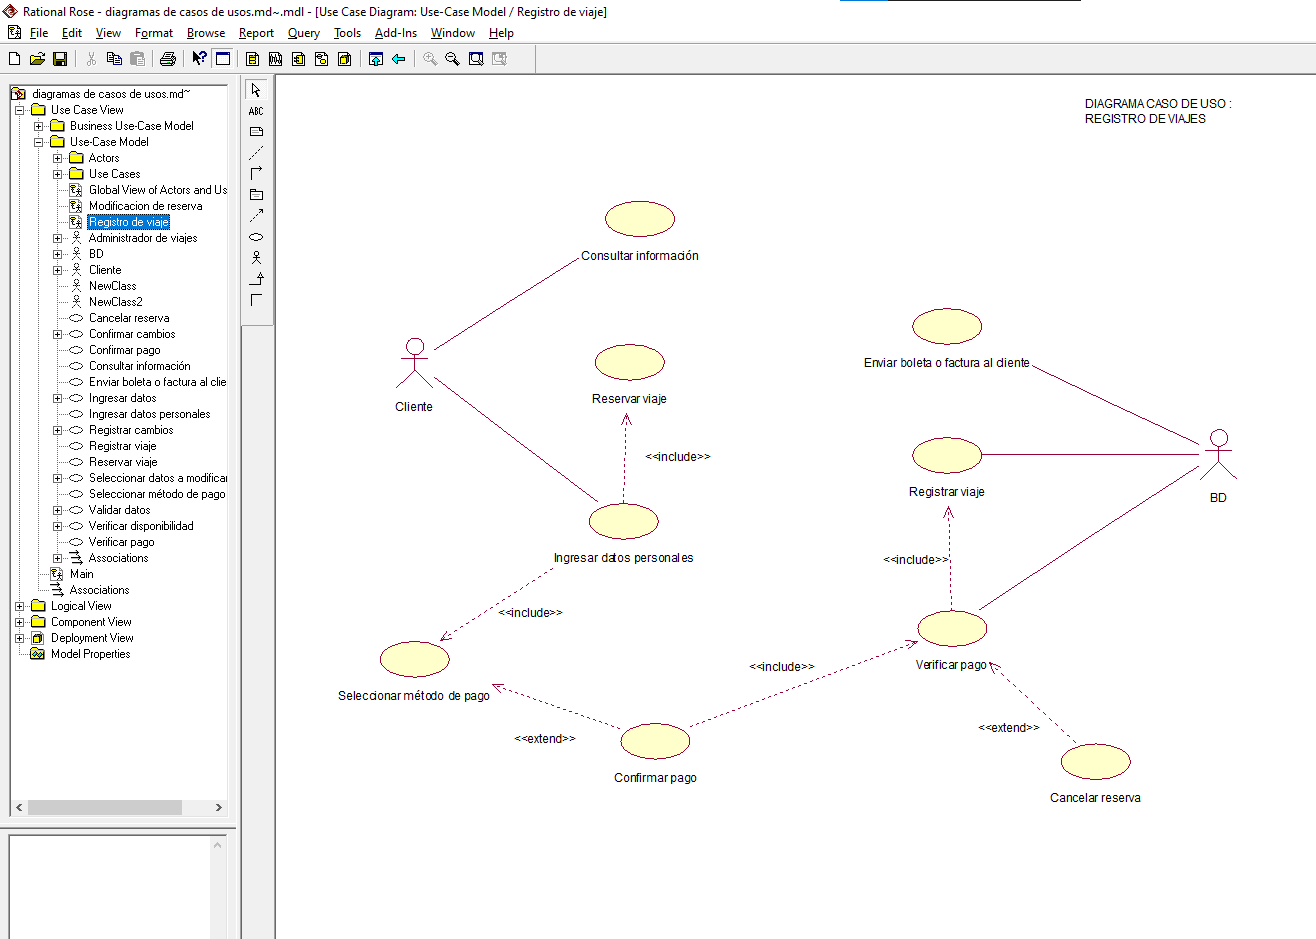 Rational Rose - diagramas de casos de usos.md~.mdl - [Use Case Diagram: Use-Case Model / Registro de viaje]
File Edit View Format Browse Report Query Tools Add-Ins Window Help
diagramas de casos de usos.md~
Use Case View
Business Use-Case Model
Use-Case Model
Actors
Use Cases
Global View of Actors and Us
Modificacion de reserva
Registro de viaje
Administrador de viajes
BD
Cliente
NewClass
NewClass2
Cancelar reserva
Confirmar cambios
Confirmar pago
Consultar información
Enviar boleta o factura al clie
Ingresar datos
Ingresar datos personales
Registrar cambios
Registrar viaje
Reservar viaje
Seleccionar datos a modificar
Seleccionar método de pago
Validar datos
Verificar disponibilidad
Verificar pago
Associations
Main
Associations
Logical View
Component View
Deployment View
Model Properties
ABC
DIAGRAMA CASO DE USO :
REGISTRO DE VIAJES
Consultar información
Cliente
Reservar viaje
<<include>>
Ingresar datos personales
<<include>>
Seleccionar método de pago
<<extend>>
Confirmar pago
<<include>>
Enviar boleta o factura al cliente
Registrar viaje
BD
<<include>>
Verificar pago
<<extend>>
Cancelar reserva